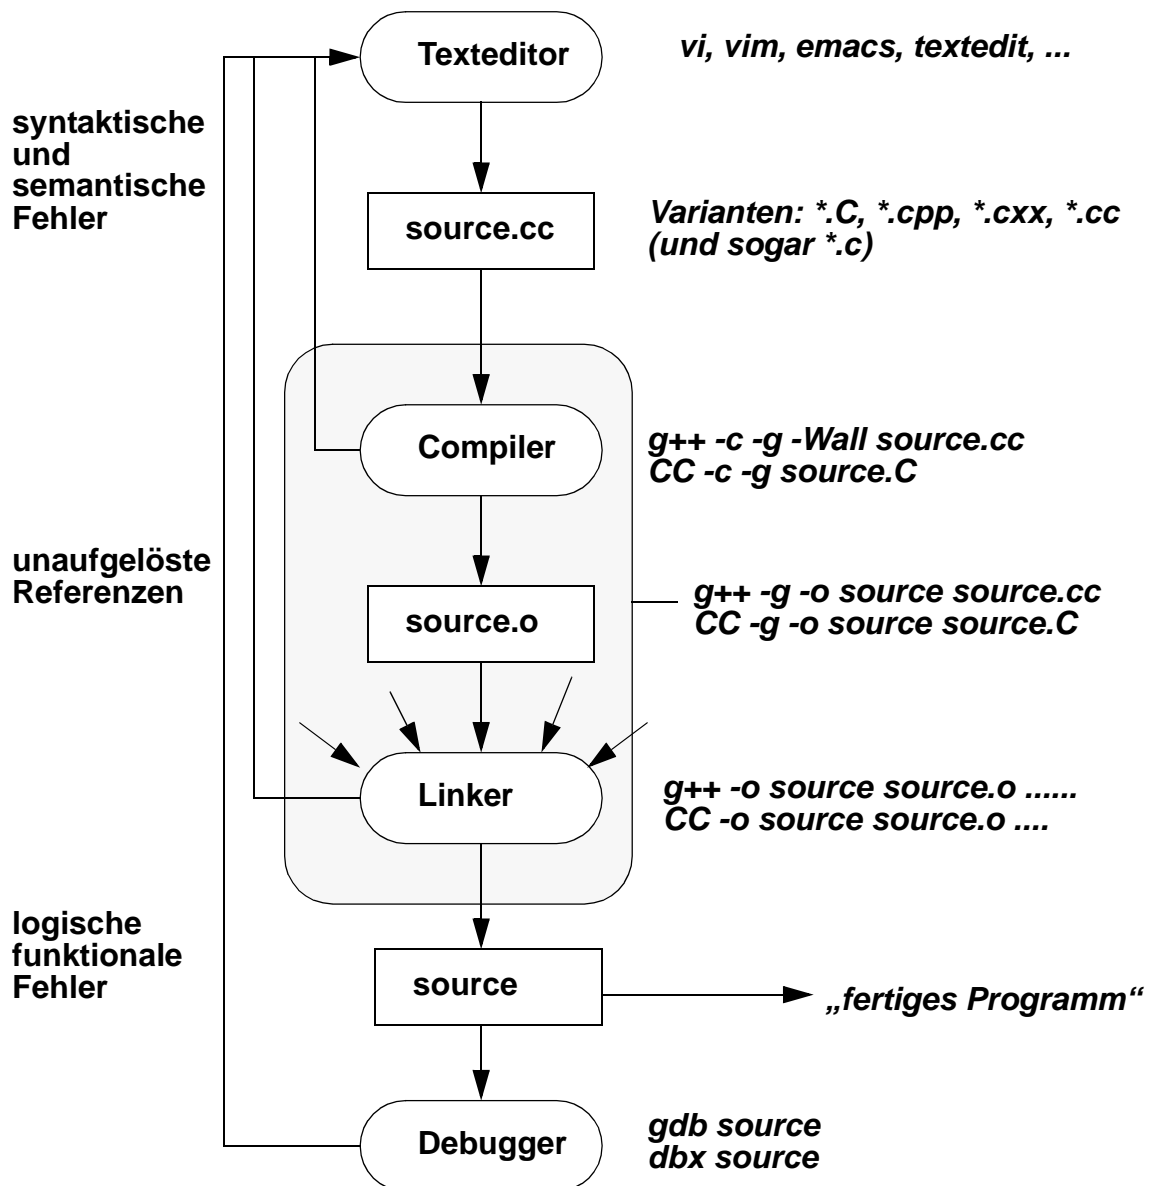 Texteditor
vi, vim, emacs, textedit, ...
syntaktische
und
semantische
Fehler
source.cc
Varianten: *.C, *.cpp, *.cxx, *.cc
(und sogar *.c)
Compiler
g++ -c -g -Wall source.cc
CC -c -g source.C
unaufgelöste
Referenzen
source.o
g++ -g -o source source.cc
CC -g -o source source.C
Linker
g++ -o source source.o ......
CC -o source source.o ....
logische
funktionale
Fehler
source
„fertiges Programm“
Debugger
gdb source
dbx source